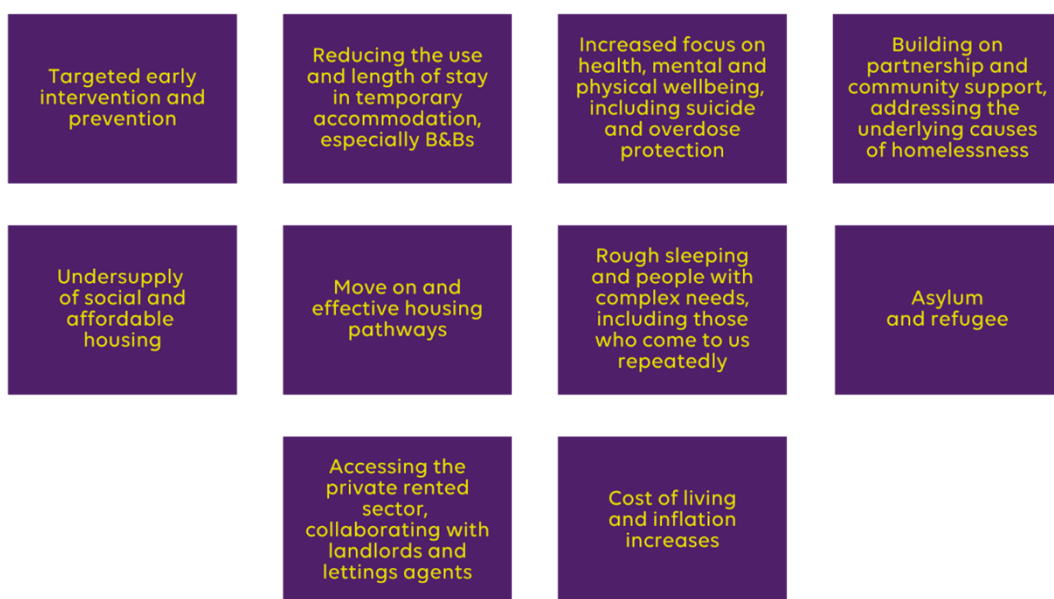 Targeted early
intervention and
prevention
Reducing the use
and length of stay
in temporary
accommodation,
especially B&Bs
Increased focus on
health, mental and
physical wellbeing,
including suicide
and overdose
protection
Building on
partnership and
community support,
addressing the
underlying causes
of homelessness
Undersupply
of social and
affordable
housing
Move on and
effective housing
pathways
Rough sleeping
and people with
complex needs,
including those
who come to us
repeatedly
Asylum
and refugee
Accessing the
private rented
sector,
collaborating with
landlords and
lettings agents
Cost of living
and inflation
increases